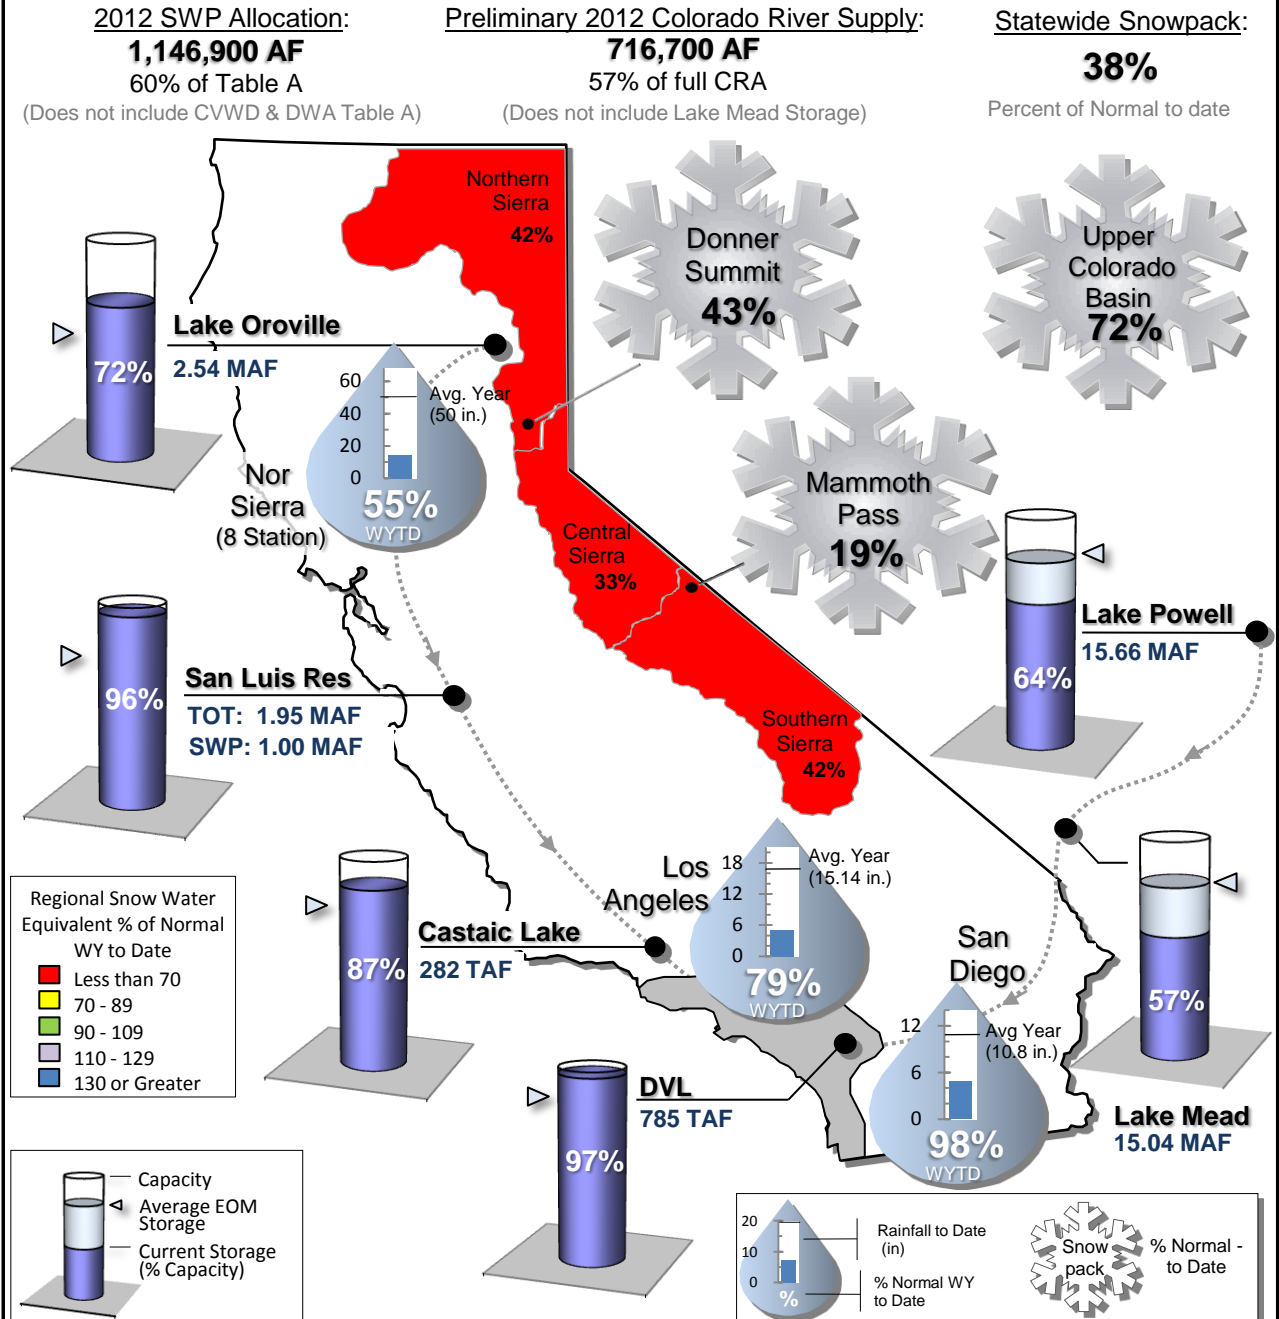 2012 SWP Allocation:
1,146,900 AF
60% of Table A
(Does not include CVWD & DWA Table A)
Preliminary 2012 Colorado River Supply:
716,700 AF
57% of full CRA
(Does not include Lake Mead Storage)
Statewide Snowpack:
38%
Percent of Normal to date
Northern
Sierra
42%
Donner
Summit
43%
Upper
Colorado
Basin
72%
Lake Oroville
72%
2.54 MAF
60
40
20
0
Avg. Year
(50 in.)
55%
WYTD
Nor
Sierra
(8 Station)
Mammoth
Pass
19%
Central
Sierra
33%
Lake Powell
15.66 MAF
64%
San Luis Res
96%
TOT: 1.95 MAF
SWP: 1.00 MAF
Southern
Sierra
42%
Los
Angeles
18
12
6
0
Avg. Year
(15.14 in.)
79%
WYTD
Regional Snow Water
Equivalent % of Normal
WY to Date
Less than 70
70 - 89
90 - 109
110 - 129
130 or Greater
Castaic Lake
87%
282 TAF
San
Diego
12
6
0
Avg Year
(10.8 in.)
98%
WYTD
57%
Lake Mead
15.04 MAF
DVL
785 TAF
97%
Capacity
Average EOM
Storage
Current Storage
(% Capacity)
20
10
0
%
Rainfall to Date
(in)
% Normal WY
to Date
Snow
pack
% Normal -
to Date